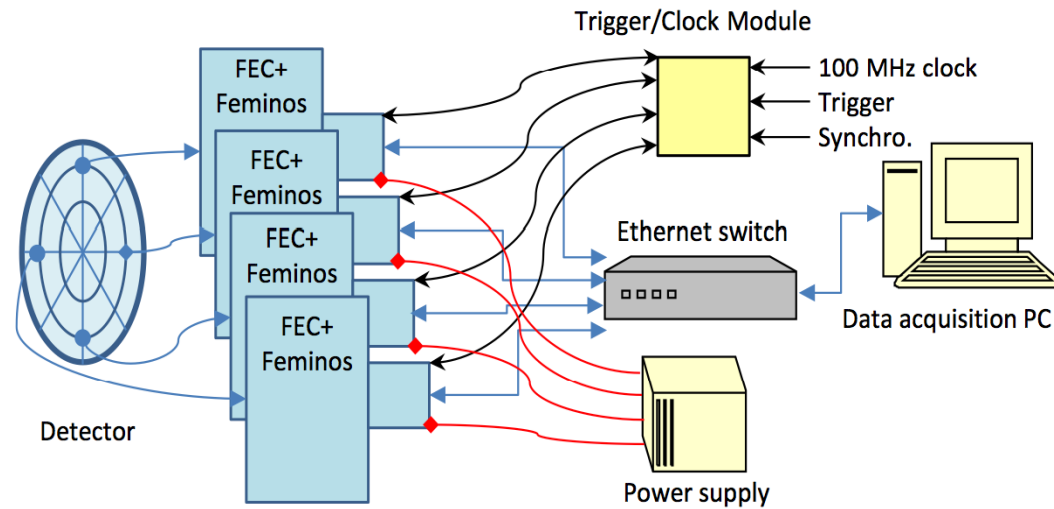 Trigger/Clock Module
FEC+
Feminos
100 MHz clock
Trigger
Synchro.
FEC+
Feminos
FEC+
Feminos
Ethernet switch
FEC+
Feminos
Data acquisition PC
Detector
Power supply